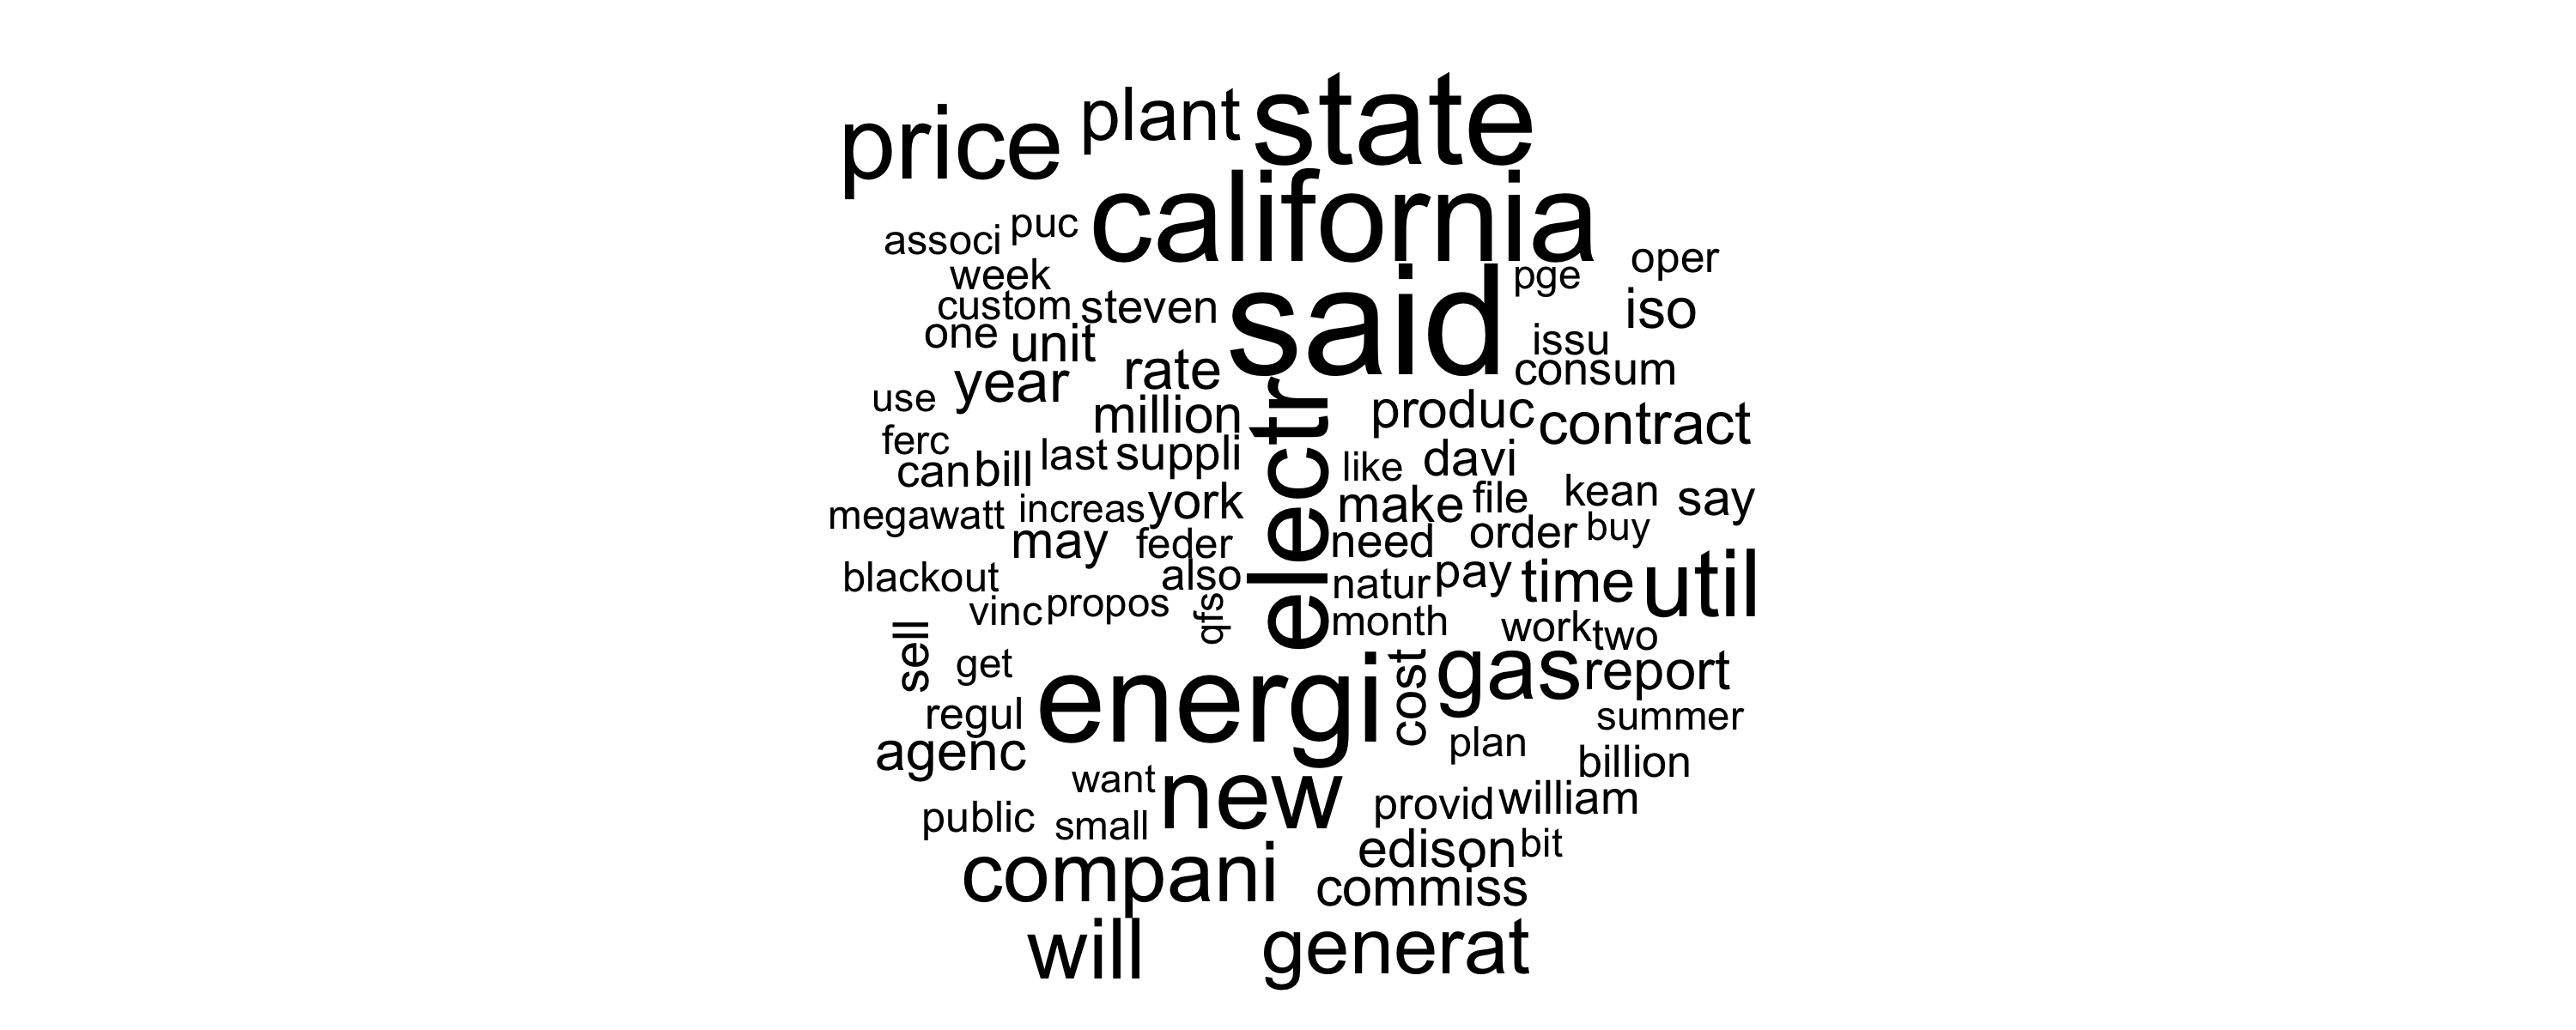 price plant state
associ puc california
week pge oper
custom steven said iso
one unit issu
year rate consum
use million produc contract
ferc electr
can bill last suppli like davi
megawatt increas york make file kean say
may feder need order buy
blackout also natur pay time util
vinc propos qfs month work two
sell get energi cost gas report
regul summer
agenc plan billion
want new provid william
public small edison bit
compani commiss
will generat